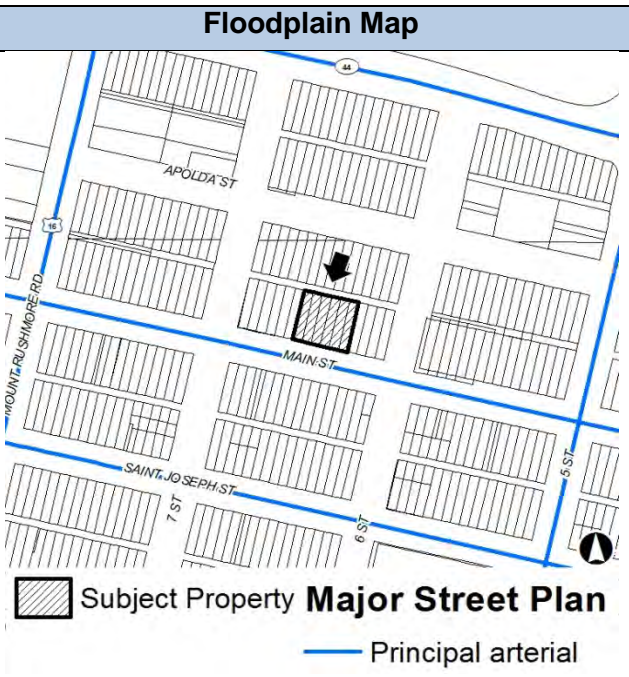 Floodplain Map
44
APOLDA ST
16
MOUNT RUSHMORE RD
MAIN ST
SAINT JOSEPH ST
7 ST
6 ST
5 ST
Subject Property Major Street Plan
Principal arterial